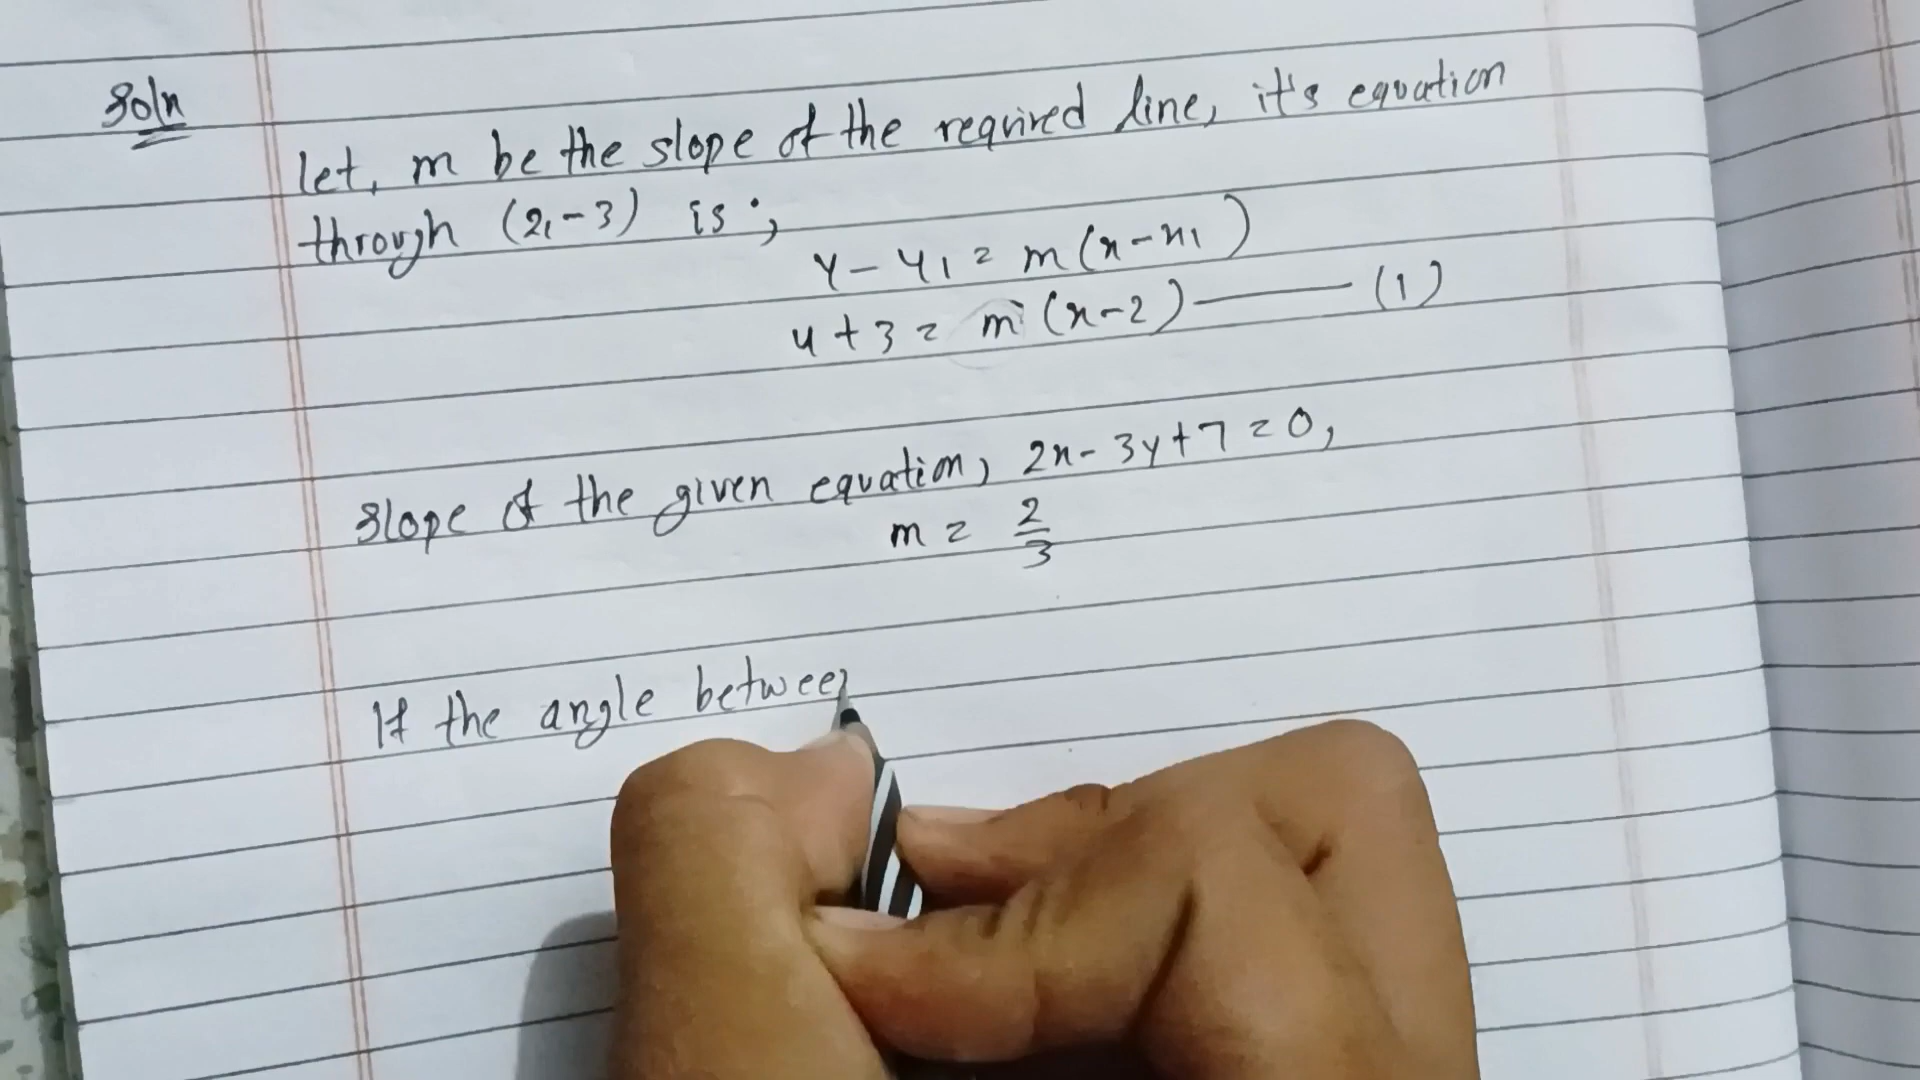 Soln
let, m be the slope of the required line, it's equation
through (2,-3) is;
y - y1 = m(x-x1)
y + 3 = m (x-2) —— (1)
Slope of the given equation, 2x - 3y + 7 = 0,
m = 2/3
If the angle between